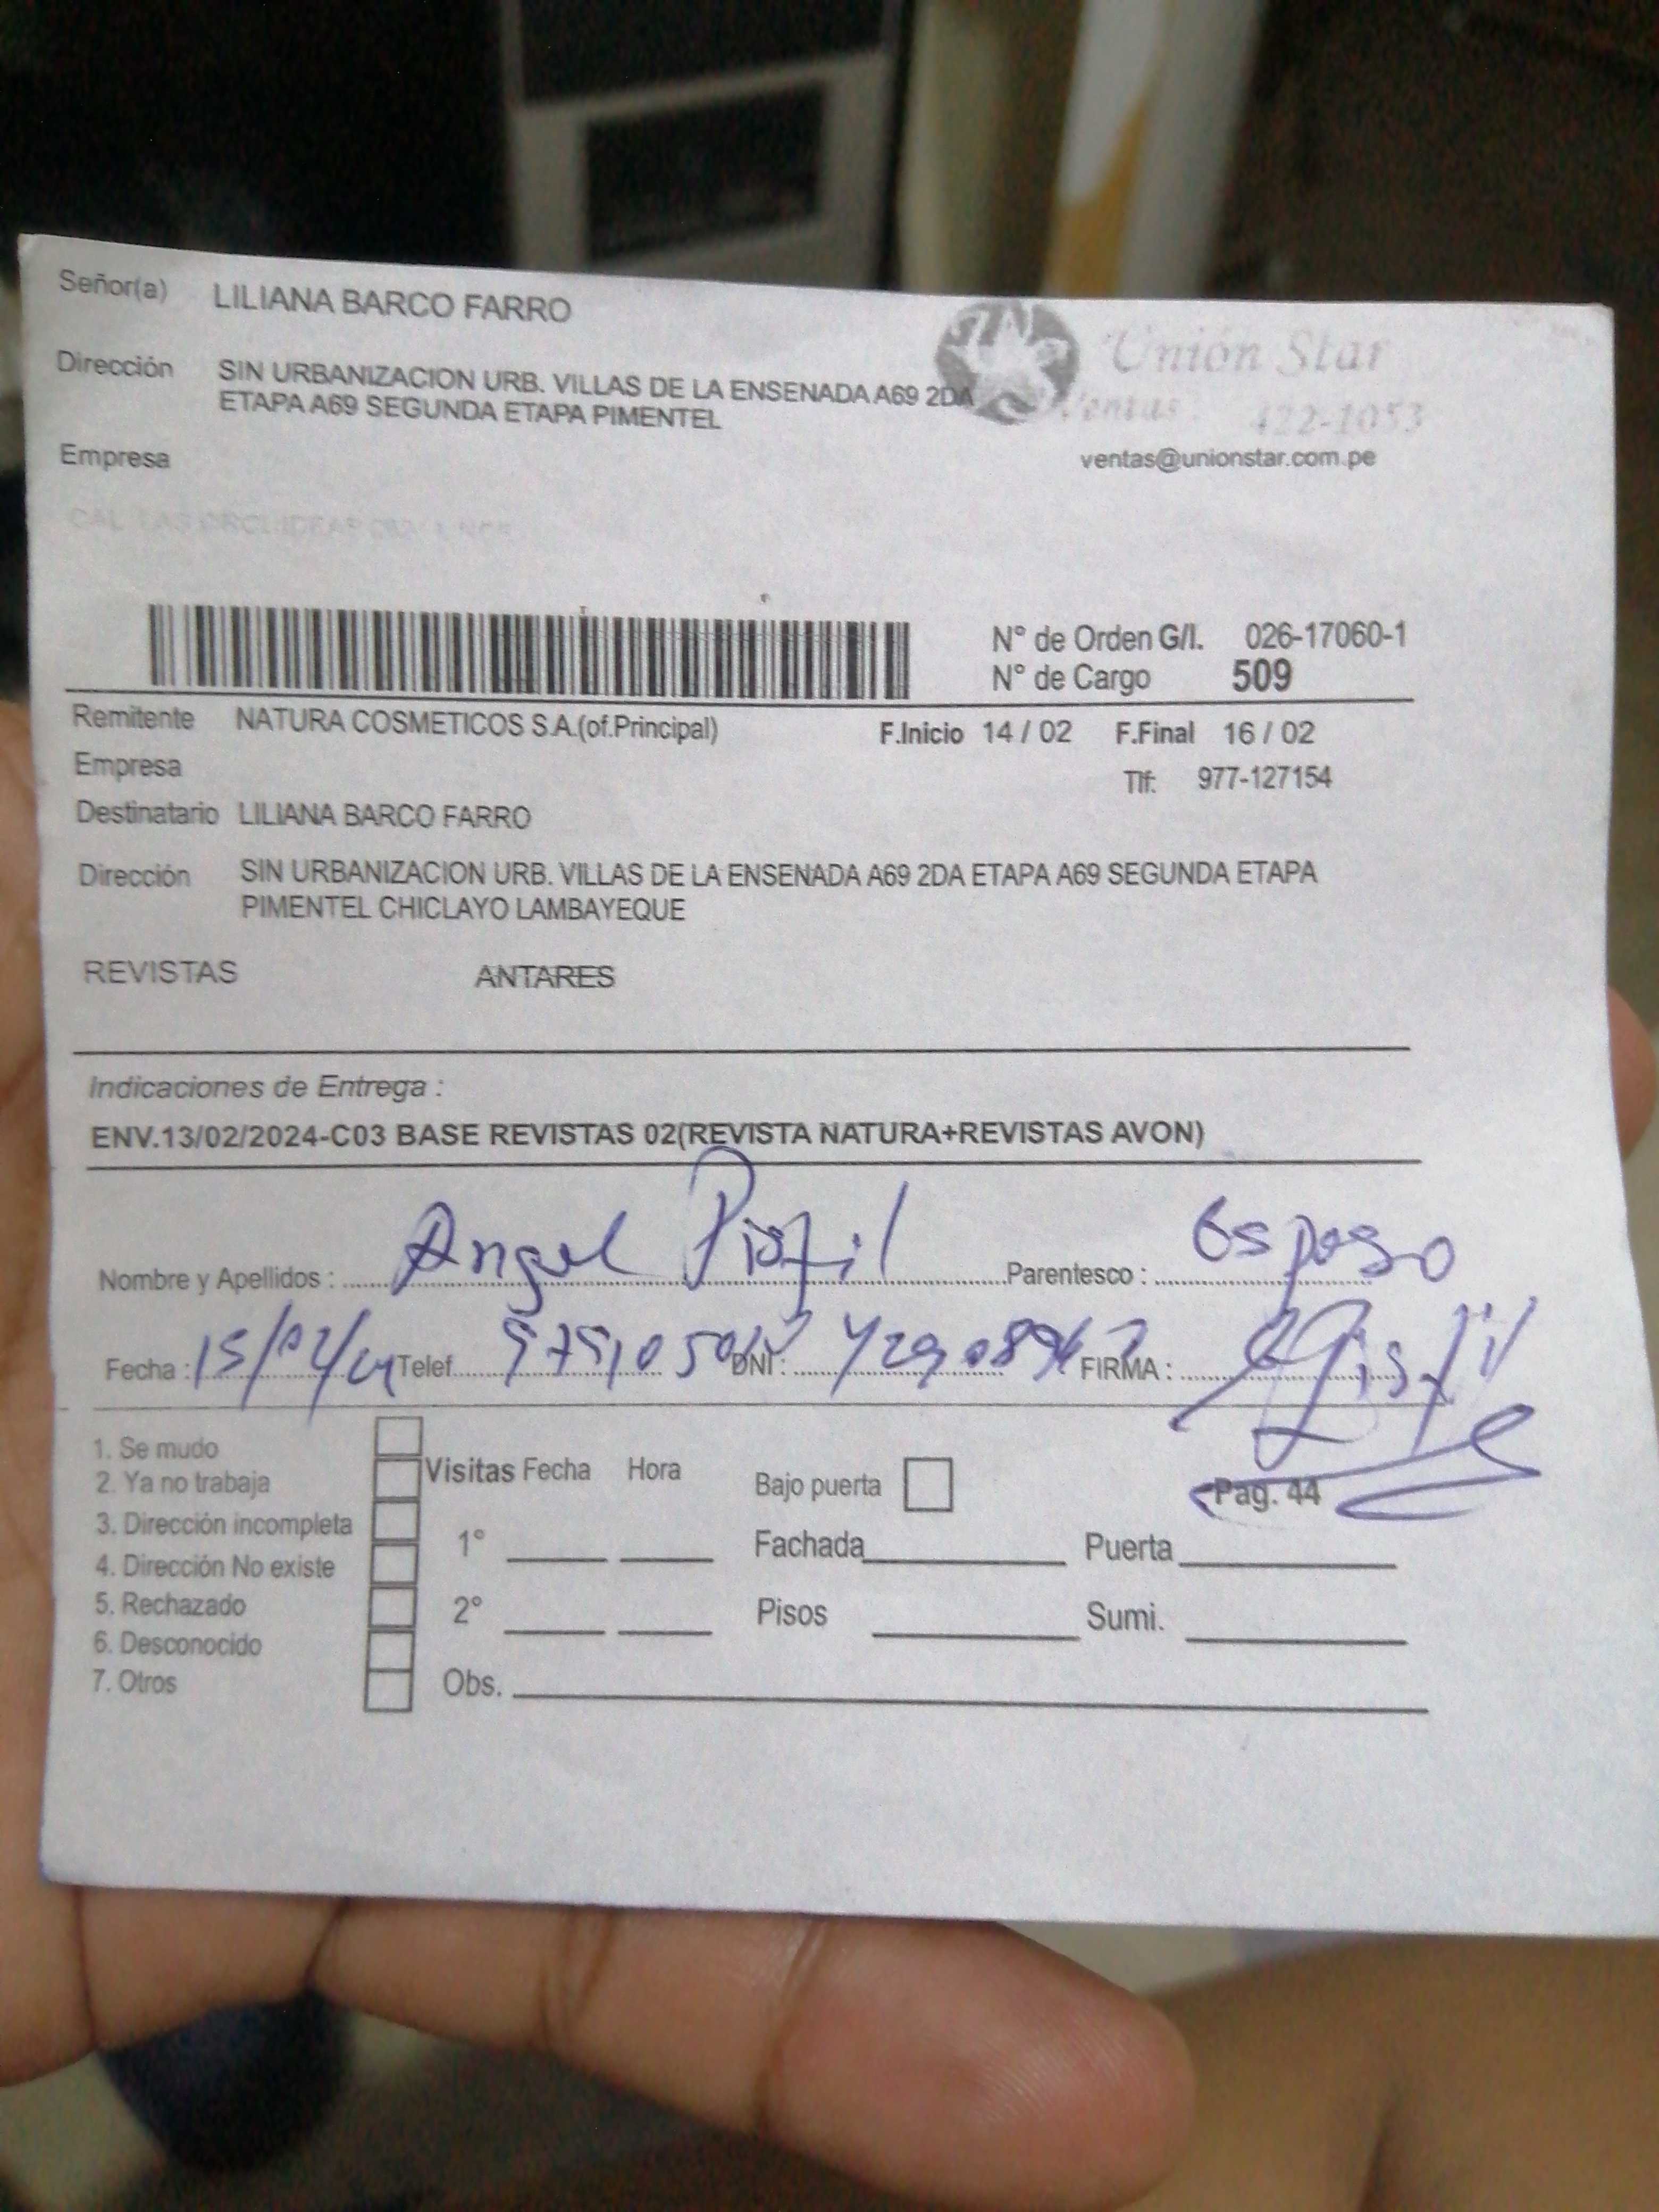 Señor(a) LILIANA BARCO FARRO
Dirección SIN URBANIZACION URB. VILLAS DE LA ENSENADA A69 2DA
ETAPA A69 SEGUNDA ETAPA PIMENTEL
Unión Star
Ventas 422-1053
Empresa
ventas@unionstar.com.pe
N° de Orden G/I. 026-17060-1
N° de Cargo 509
Remitente NATURA COSMETICOS S.A.(of.Principal) F.Inicio 14 / 02 F.Final 16 / 02
Empresa Tlf: 977-127154
Destinatario LILIANA BARCO FARRO
Dirección SIN URBANIZACION URB. VILLAS DE LA ENSENADA A69 2DA ETAPA A69 SEGUNDA ETAPA
PIMENTEL CHICLAYO LAMBAYEQUE
REVISTAS ANTARES
Indicaciones de Entrega :
ENV.13/02/2024-C03 BASE REVISTAS 02(REVISTA NATURA+REVISTAS AVON)
Nombre y Apellidos : Angel Pisfil Parentesco : Esposo
Fecha : 15/02/24 Telef. DNI : FIRMA :
1. Se mudo
2. Ya no trabaja
3. Dirección incompleta
4. Dirección No existe
5. Rechazado
6. Desconocido
7. Otros
Visitas Fecha Hora Bajo puerta Pag. 44
1° Fachada Puerta
2° Pisos Sumi.
Obs.